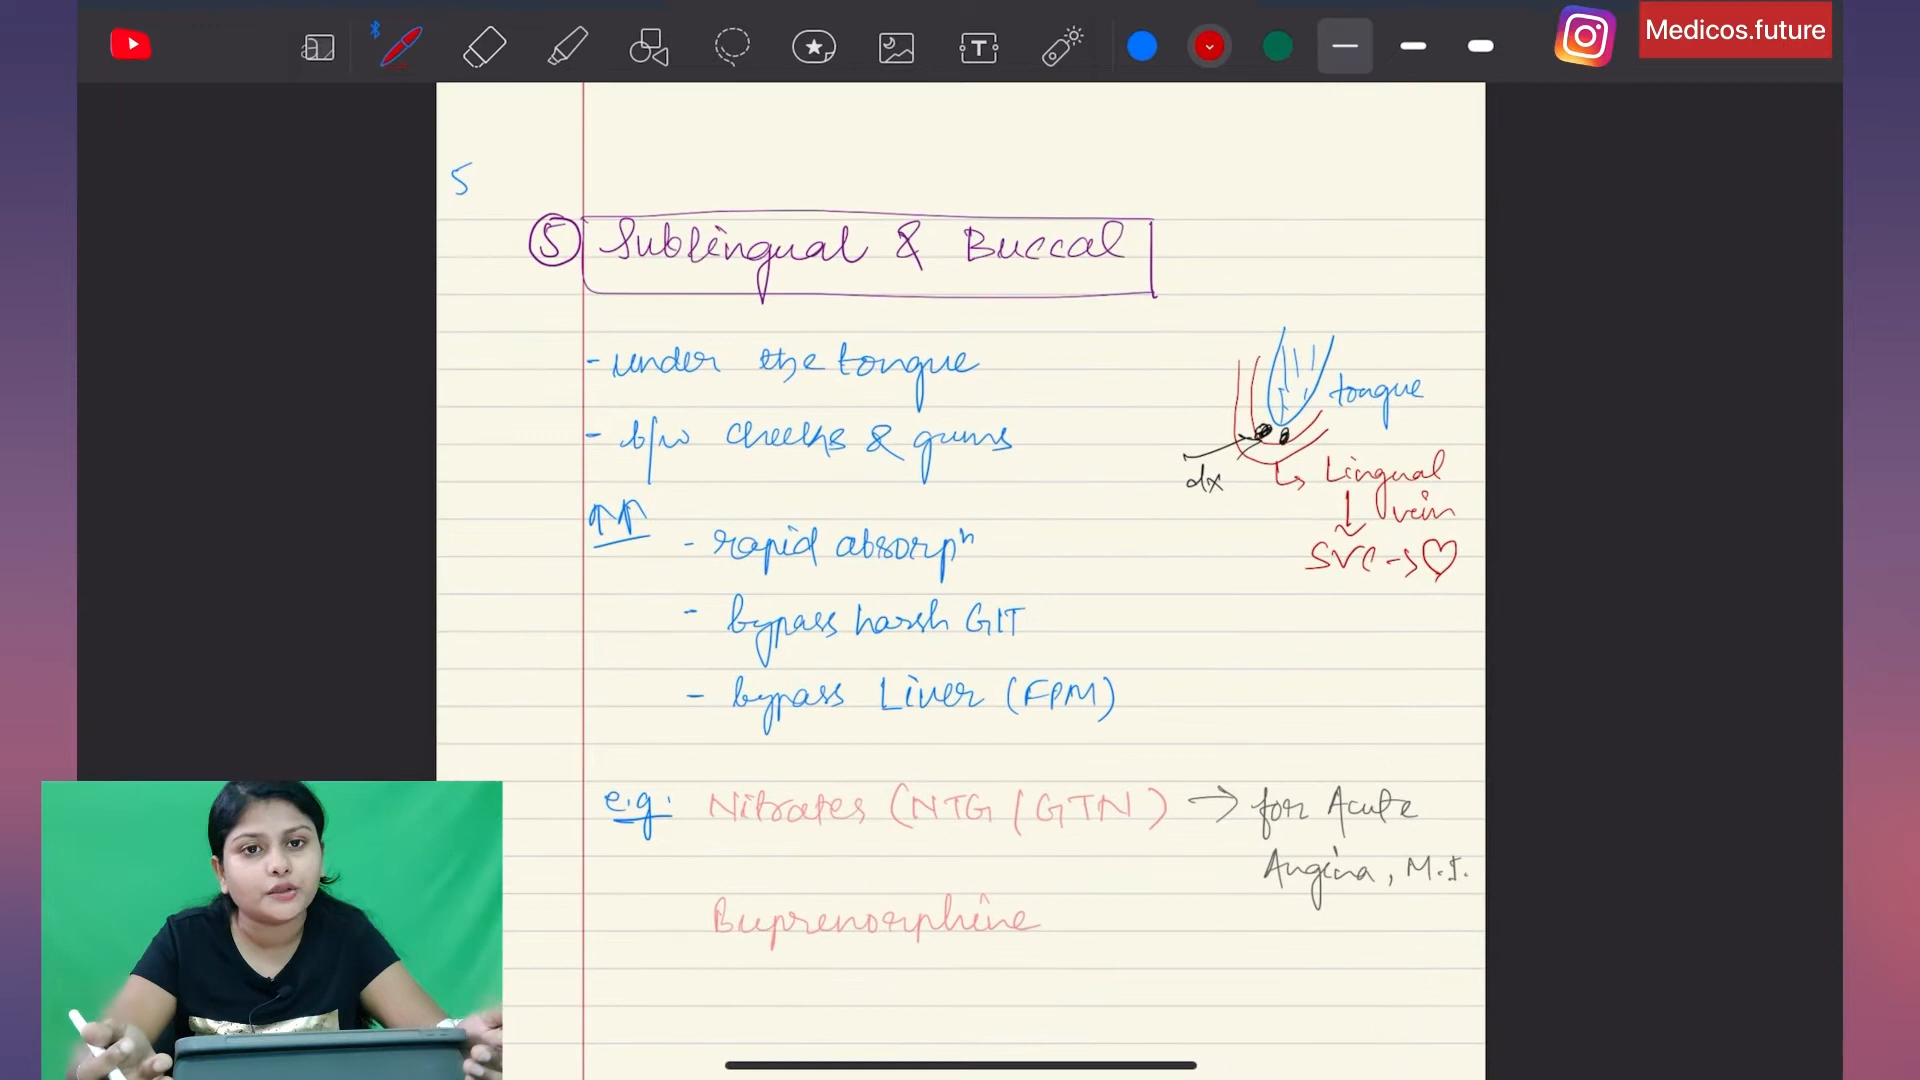 Medicos.future
5
⑤ Sublingual & Buccal
- under the tongue
- b/w cheeks & gums
tongue
dx
↳ Lingual vein
↓
SVC → ♡
↑↑
- rapid absorpⁿ
- bypass harsh GIT
- bypass Liver (FPM)
e.g: Nitrates (NTG / GTN) → for Acute
Angina, M.I.
Buprenorphine